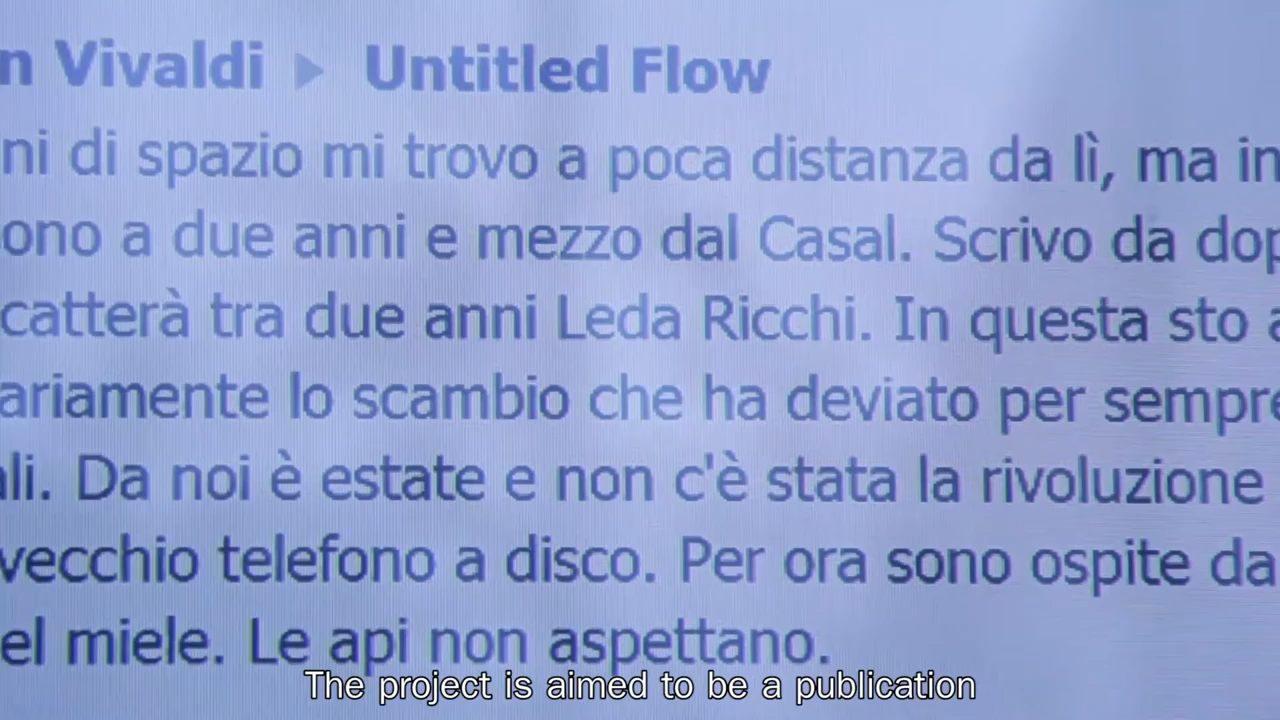 n Vivaldi ▸ Untitled Flow
ni di spazio mi trovo a poca distanza da lì, ma in
ono a due anni e mezzo dal Casal. Scrivo da dop
catterà tra due anni Leda Ricchi. In questa sto a
ariamente lo scambio che ha deviato per sempre
ali. Da noi è estate e non c'è stata la rivoluzione
vecchio telefono a disco. Per ora sono ospite da
el miele. Le api non aspettano.
The project is aimed to be a publication